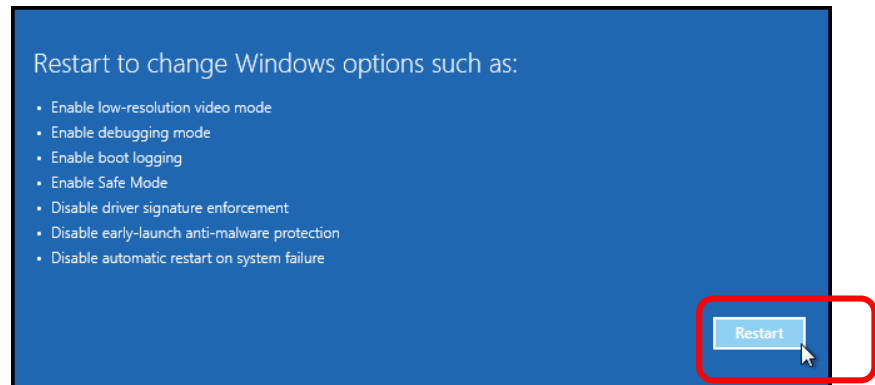 Restart to change Windows options such as:
• Enable low-resolution video mode
• Enable debugging mode
• Enable boot logging
• Enable Safe Mode
• Disable driver signature enforcement
• Disable early-launch anti-malware protection
• Disable automatic restart on system failure
Restart